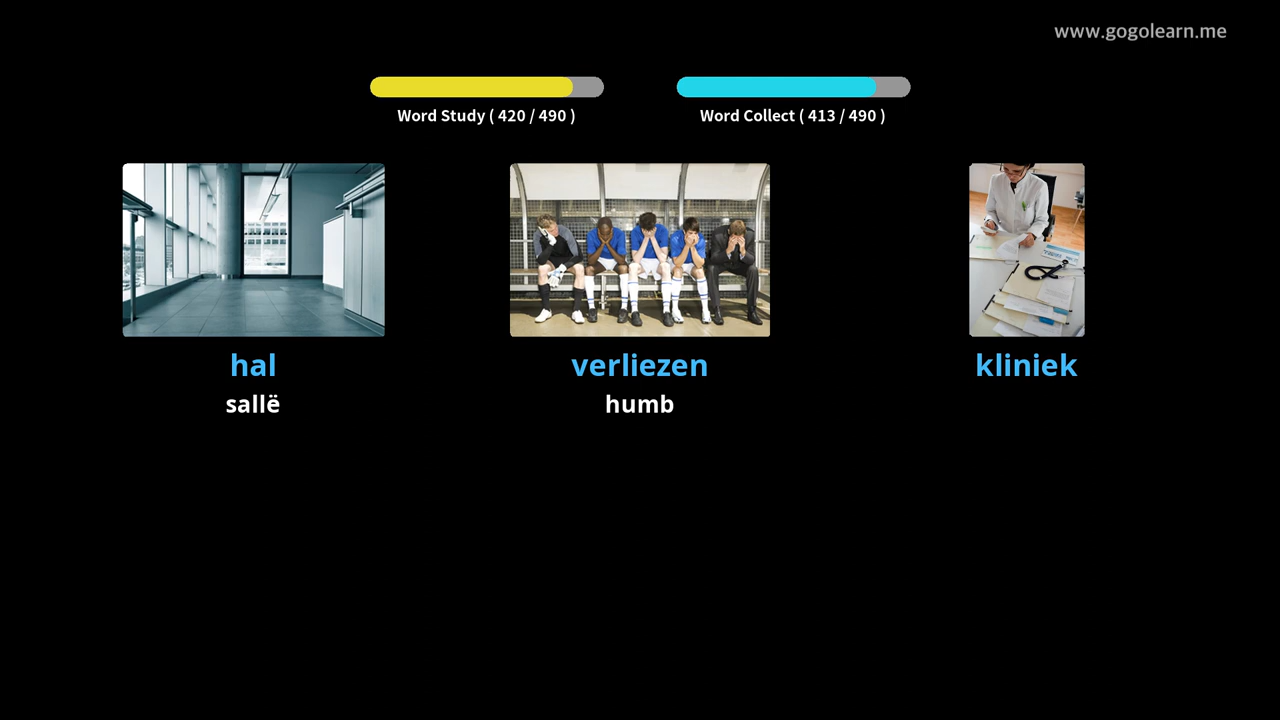 www.gogolearn.me
Word Study ( 420 / 490 )
Word Collect ( 413 / 490 )
hal
verliezen
kliniek
sallë
humb